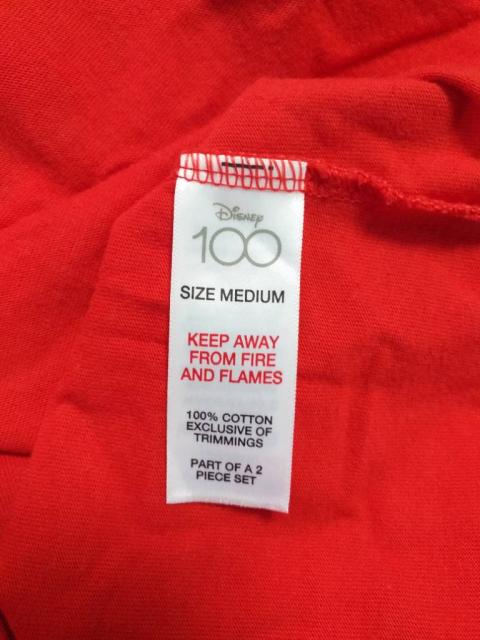 Disney
100
SIZE MEDIUM
KEEP AWAY
FROM FIRE
AND FLAMES
100% COTTON
EXCLUSIVE OF
TRIMMINGS
PART OF A 2
PIECE SET